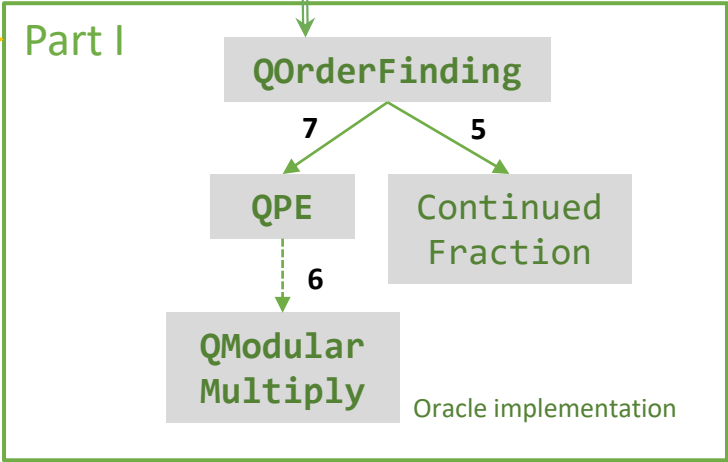 Part I
QOrderFinding
7
5
QPE
Continued
Fraction
6
QModular
Multiply
Oracle implementation